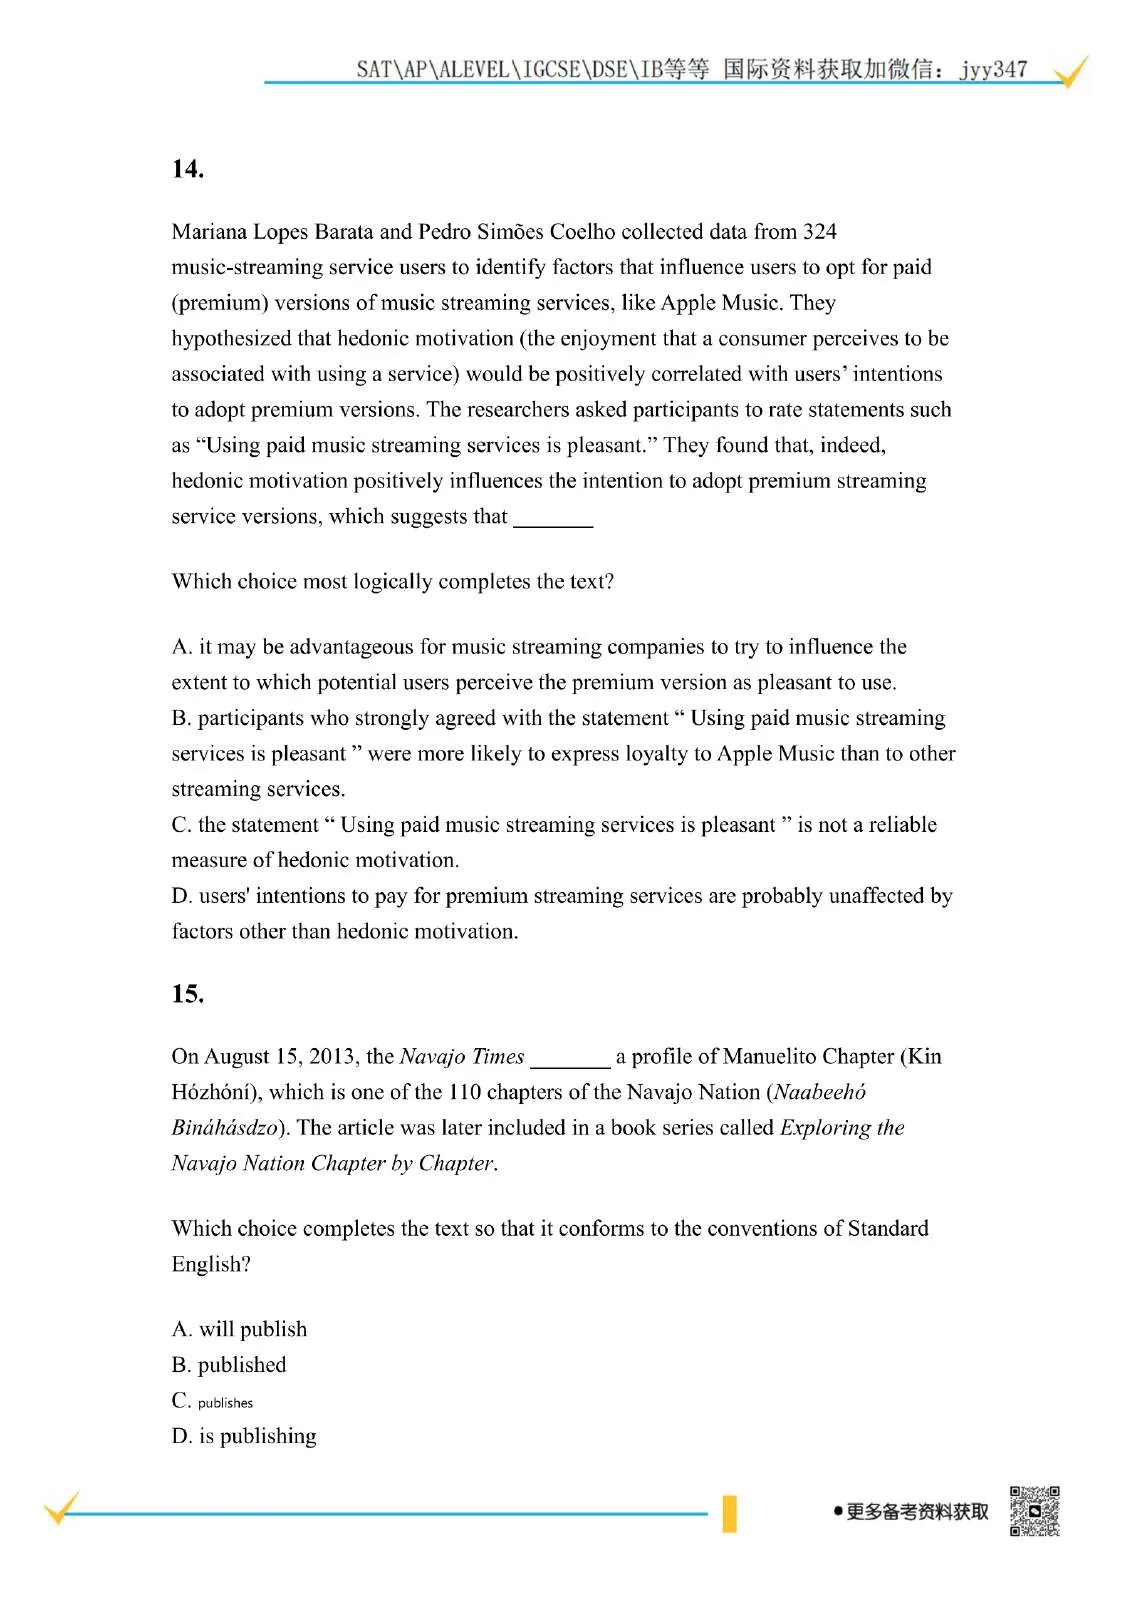 SAT\AP\ALEVEL\IGCSE\DSE\IB等等 国际资料获取加微信：jyy347
14.
Mariana Lopes Barata and Pedro Simões Coelho collected data from 324
music-streaming service users to identify factors that influence users to opt for paid
(premium) versions of music streaming services, like Apple Music. They
hypothesized that hedonic motivation (the enjoyment that a consumer perceives to be
associated with using a service) would be positively correlated with users’ intentions
to adopt premium versions. The researchers asked participants to rate statements such
as “Using paid music streaming services is pleasant.” They found that, indeed,
hedonic motivation positively influences the intention to adopt premium streaming
service versions, which suggests that _______
Which choice most logically completes the text?
A. it may be advantageous for music streaming companies to try to influence the
extent to which potential users perceive the premium version as pleasant to use.
B. participants who strongly agreed with the statement “ Using paid music streaming
services is pleasant ” were more likely to express loyalty to Apple Music than to other
streaming services.
C. the statement “ Using paid music streaming services is pleasant ” is not a reliable
measure of hedonic motivation.
D. users' intentions to pay for premium streaming services are probably unaffected by
factors other than hedonic motivation.
15.
On August 15, 2013, the Navajo Times _______ a profile of Manuelito Chapter (Kin
Hózhóní), which is one of the 110 chapters of the Navajo Nation (Naabeehó
Bináhásdzo). The article was later included in a book series called Exploring the
Navajo Nation Chapter by Chapter.
Which choice completes the text so that it conforms to the conventions of Standard
English?
A. will publish
B. published
C. publishes
D. is publishing
•更多备考资料获取